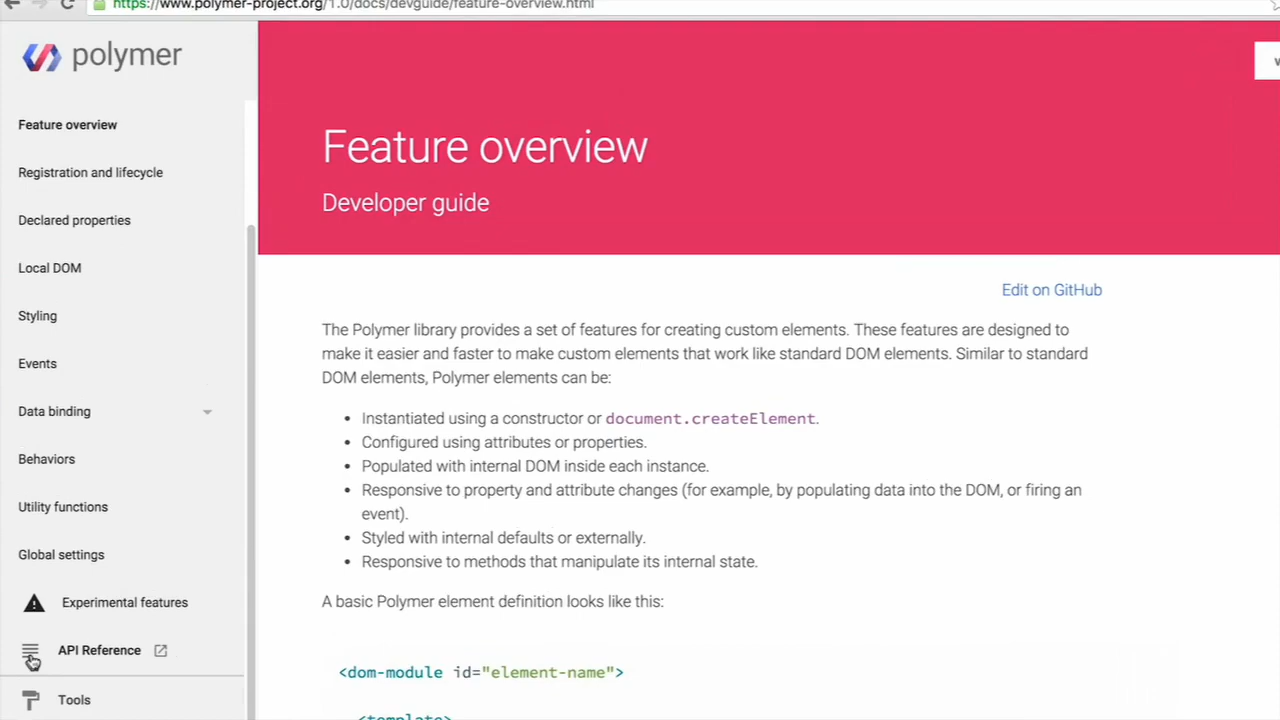 https://www.polymer-project.org/1.0/docs/devguide/feature-overview.html
polymer
Feature overview
Registration and lifecycle
Declared properties
Local DOM
Styling
Events
Data binding
Behaviors
Utility functions
Global settings
Experimental features
API Reference
Tools
Feature overview
Developer guide
Edit on GitHub
The Polymer library provides a set of features for creating custom elements. These features are designed to
make it easier and faster to make custom elements that work like standard DOM elements. Similar to standard
DOM elements, Polymer elements can be:
• Instantiated using a constructor or document.createElement.
• Configured using attributes or properties.
• Populated with internal DOM inside each instance.
• Responsive to property and attribute changes (for example, by populating data into the DOM, or firing an
event).
• Styled with internal defaults or externally.
• Responsive to methods that manipulate its internal state.
A basic Polymer element definition looks like this:
<dom-module id="element-name">
<template>